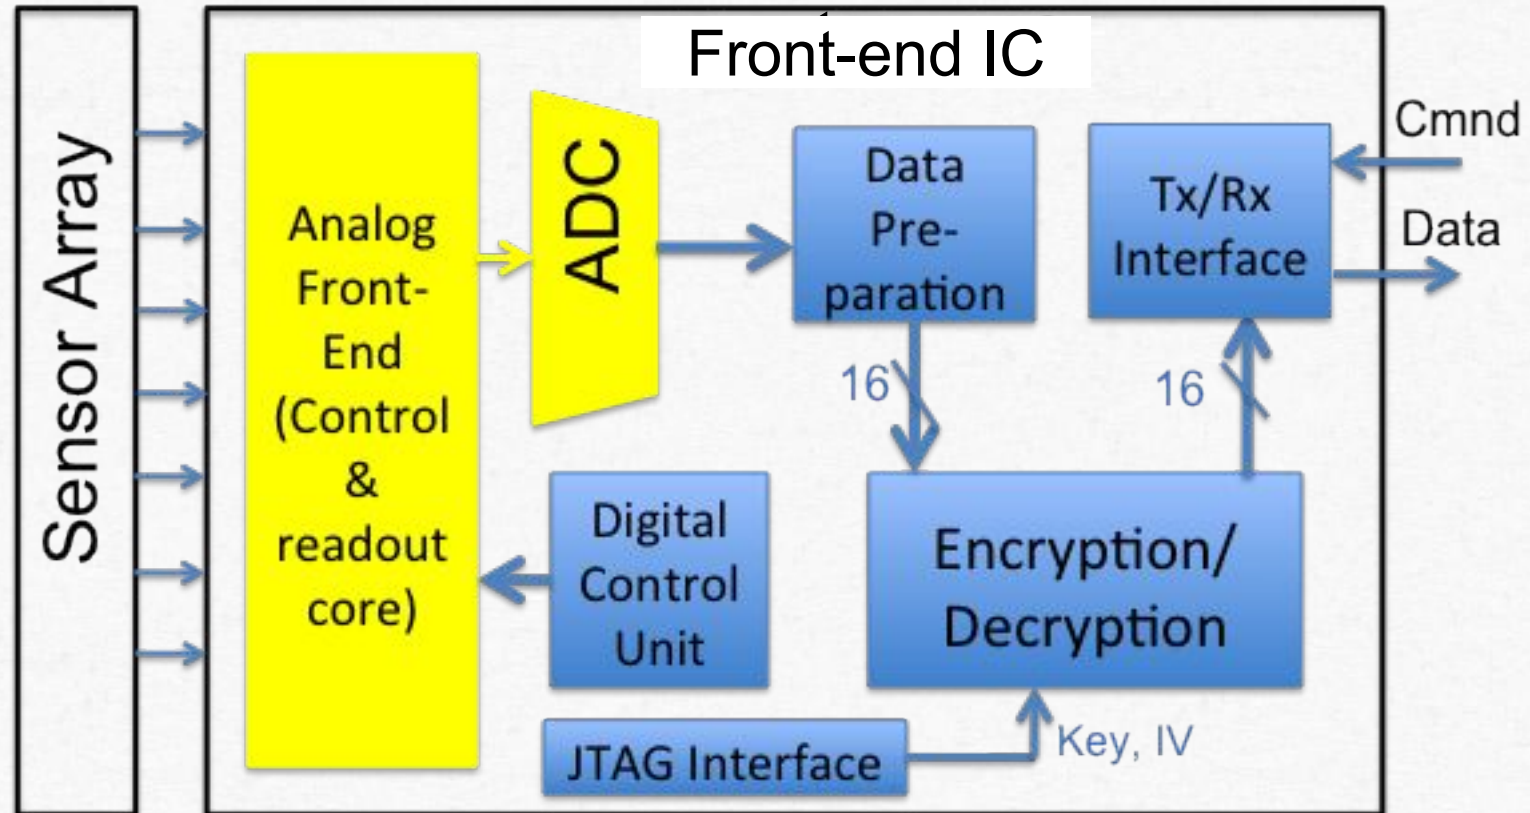 Front-end IC
Sensor Array
Analog
Front-
End
(Control
&
readout
core)
ADC
Data
Pre-
paration
Tx/Rx
Interface
Cmnd
Data
16
16
Digital
Control
Unit
Encryption/
Decryption
JTAG Interface
Key, IV